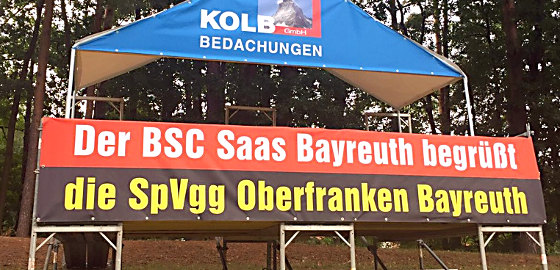 KOLB
GmbH
BEDACHUNGEN
Der BSC Saas Bayreuth begrüßt
die SpVgg Oberfranken Bayreuth